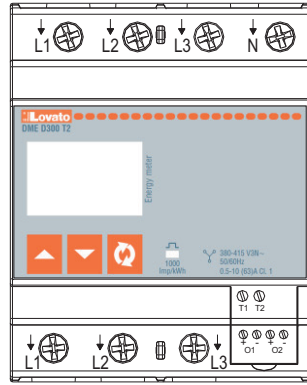 L1 L2 L3 N
Lovato
DME D300 T2
Energy meter
1000
imp/kWh
380-415 V3N~
50/60Hz
0.5-10 (63)A Cl. 1
T1 T2
+ - + -
O1 O2
L1 L2 L3